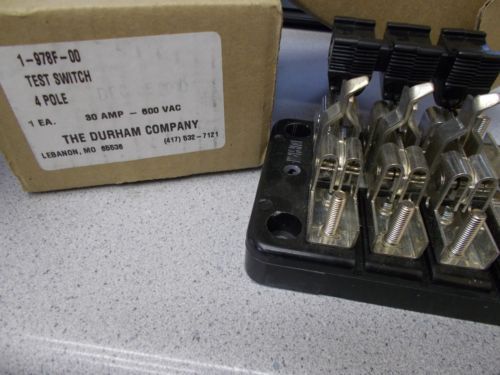 1-978F-00
TEST SWITCH
4 POLE
1 EA. 30 AMP - 600 VAC
THE DURHAM COMPANY
LEBANON, MO 65536 (417) 532-7121